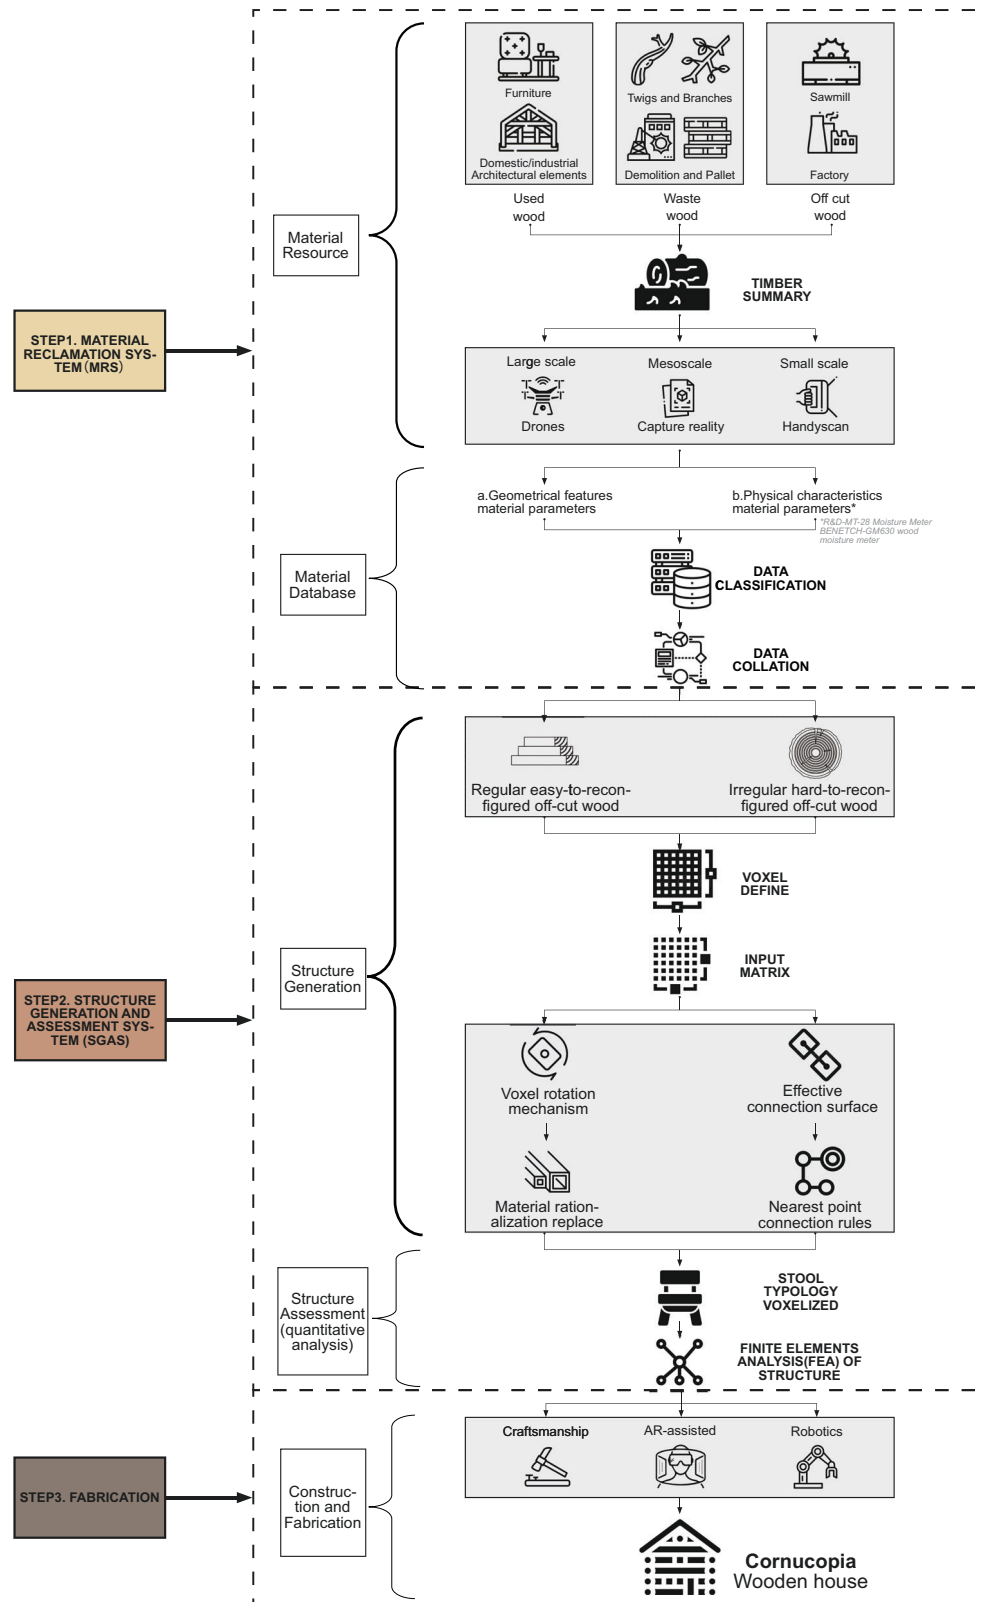 Furniture
Domestic/industrial
Architectural elements
Twigs and Branches
Demolition and Pallet
Sawmill
Factory
Used
wood
Waste
wood
Off cut
wood
Material
Resource
TIMBER
SUMMARY
STEP1. MATERIAL
RECLAMATION SYS-
TEM(MRS)
Large scale
Drones
Mesoscale
Capture reality
Small scale
Handyscan
a.Geometrical features
material parameters
b.Physical characteristics
material parameters*
*R&D-MT-28 Moisture Meter
BENETCH-GM630 wood
moisture meter
Material
Database
DATA
CLASSIFICATION
DATA
COLLATION
Regular easy-to-recon-
figured off-cut wood
Irregular hard-to-recon-
figured off-cut wood
VOXEL
DEFINE
INPUT
MATRIX
Structure
Generation
STEP2. STRUCTURE
GENERATION AND
ASSESSMENT SYS-
TEM (SGAS)
Voxel rotation
mechanism
Effective
connection surface
Material ration-
alization replace
Nearest point
connection rules
Structure
Assessment
(quantitative
analysis)
STOOL
TYPOLOGY
VOXELIZED
FINITE ELEMENTS
ANALYSIS(FEA) OF
STRUCTURE
Craftsmanship
AR-assisted
Robotics
STEP3. FABRICATION
Construc-
tion and
Fabrication
Cornucopia
Wooden house